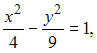 x²/4 − y²/9 = 1,